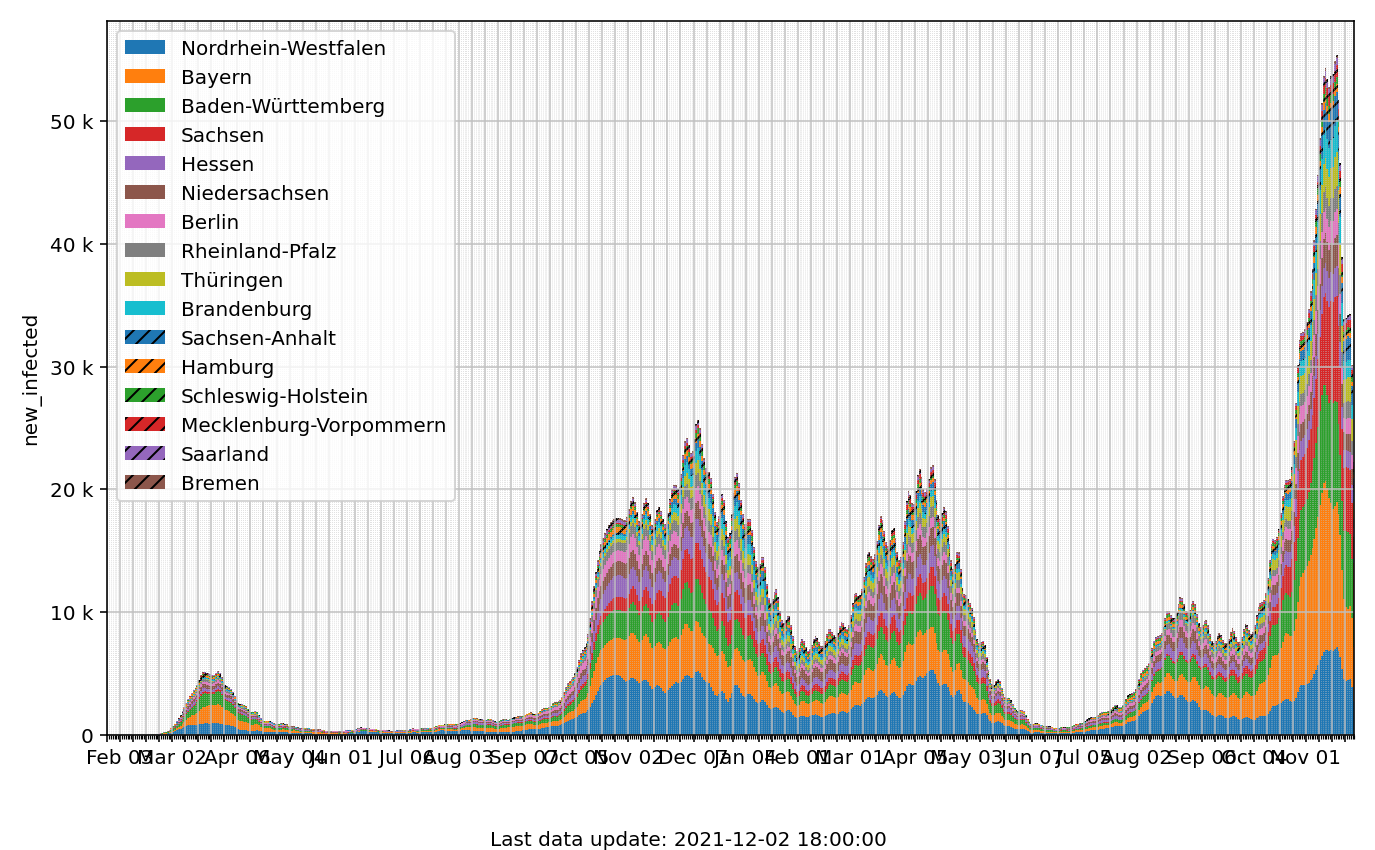 Nordrhein-Westfalen
Bayern
Baden-Württemberg
Sachsen
Hessen
Niedersachsen
Berlin
Rheinland-Pfalz
Thüringen
Brandenburg
Sachsen-Anhalt
Hamburg
Schleswig-Holstein
Mecklenburg-Vorpommern
Saarland
Bremen
new_infected
50 k
40 k
30 k
20 k
10 k
0
Feb 03 Mar 02 Apr 06 May 04 Jun 01 Jul 06 Aug 03 Sep 07 Oct 05 Nov 02 Dec 07 Jan 04 Feb 01 Mar 01 Apr 05 May 03 Jun 07 Jul 05 Aug 02 Sep 06 Oct 04 Nov 01
Last data update: 2021-12-02 18:00:00